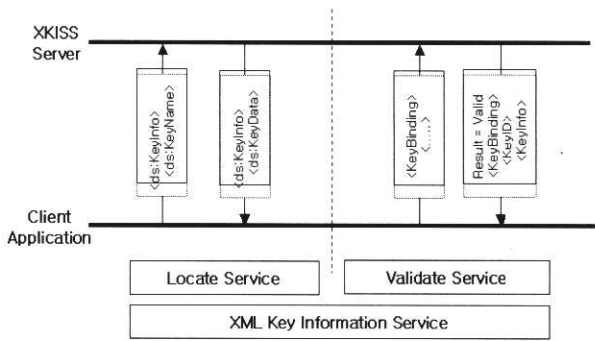 XKISS
Server
<ds:KeyInfo>
<ds:KeyName>
<ds:KeyInfo>
<ds:KeyData>
<KeyBinding>
<.....>
Result = Valid
<KeyBinding>
<KeyID>
<KeyInfo>
Client
Application
Locate Service
Validate Service
XML Key Information Service